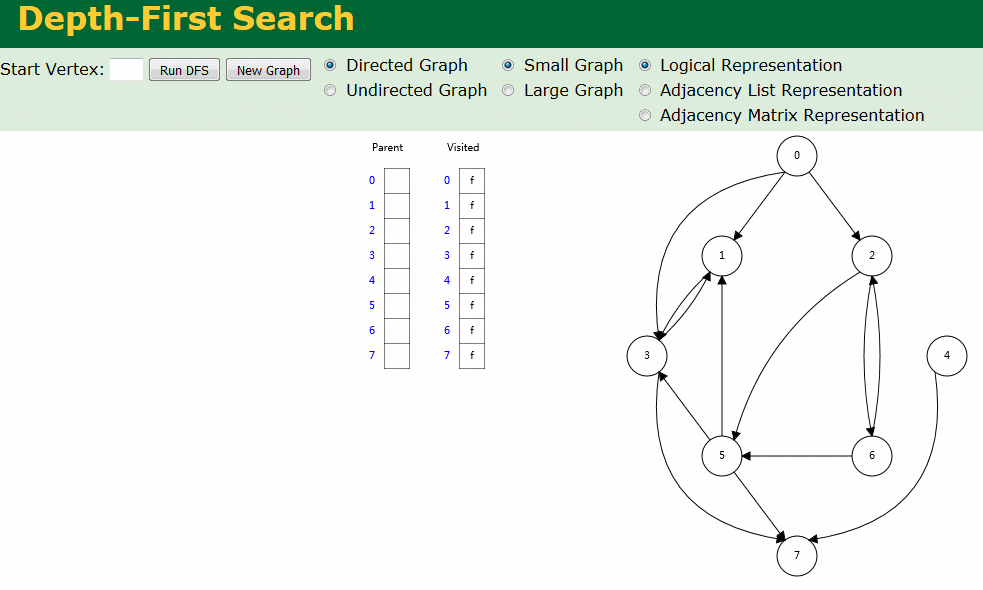 Depth-First Search
Start Vertex: Run DFS New Graph Directed Graph Small Graph Logical Representation
Undirected Graph Large Graph Adjacency List Representation
Adjacency Matrix Representation
Parent Visited
0 0 f
1 1 f
2 2 f
3 3 f
4 4 f
5 5 f
6 6 f
7 7 f
0
1 2
3 4
5 6
7